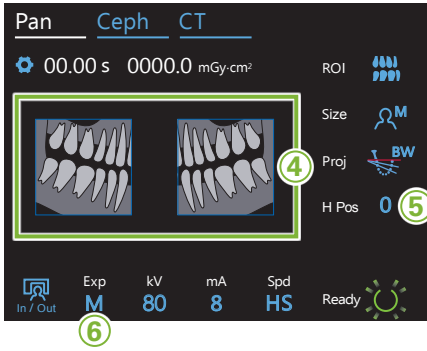 Pan Ceph CT
00.00 s 0000.0 mGy·cm²
ROI
Size M
④ Proj BW
H Pos 0 ⑤
In / Out
Exp kV mA Spd
M 80 8 HS
Ready
⑥